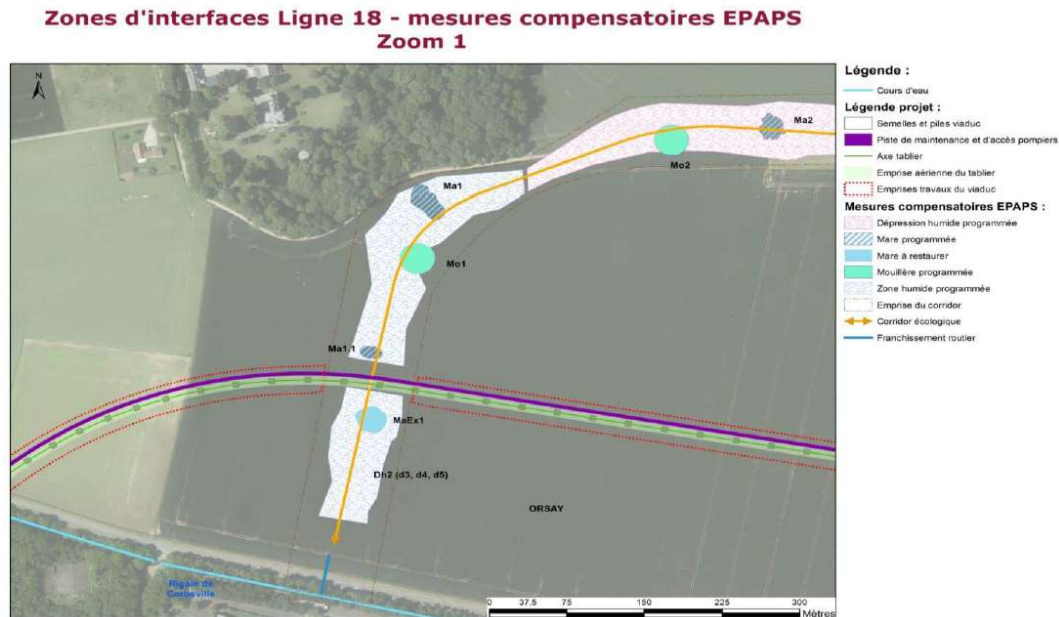 Zones d'interfaces Ligne 18 - mesures compensatoires EPAPS
Zoom 1
N
Ma2
Mo2
Ma1
Mo1
Ma1,1
MaEx1
Dh2 (d3, d4, d5)
ORSAY
Rigole de
Corbeville
0 37.5 75 150 225 300
Mètres
Légende :
Cours d'eau
Légende projet :
Semelles et piles viaduc
Piste de maintenance et d'accès pompiers
Axe tablier
Emprise aérienne du tablier
Emprises travaux du viaduc
Mesures compensatoires EPAPS :
Dépression humide programmée
Mare programmée
Mare à restaurer
Mouillère programmée
Zone humide programmée
Emprise du corridor
Corridor écologique
Franchissement routier